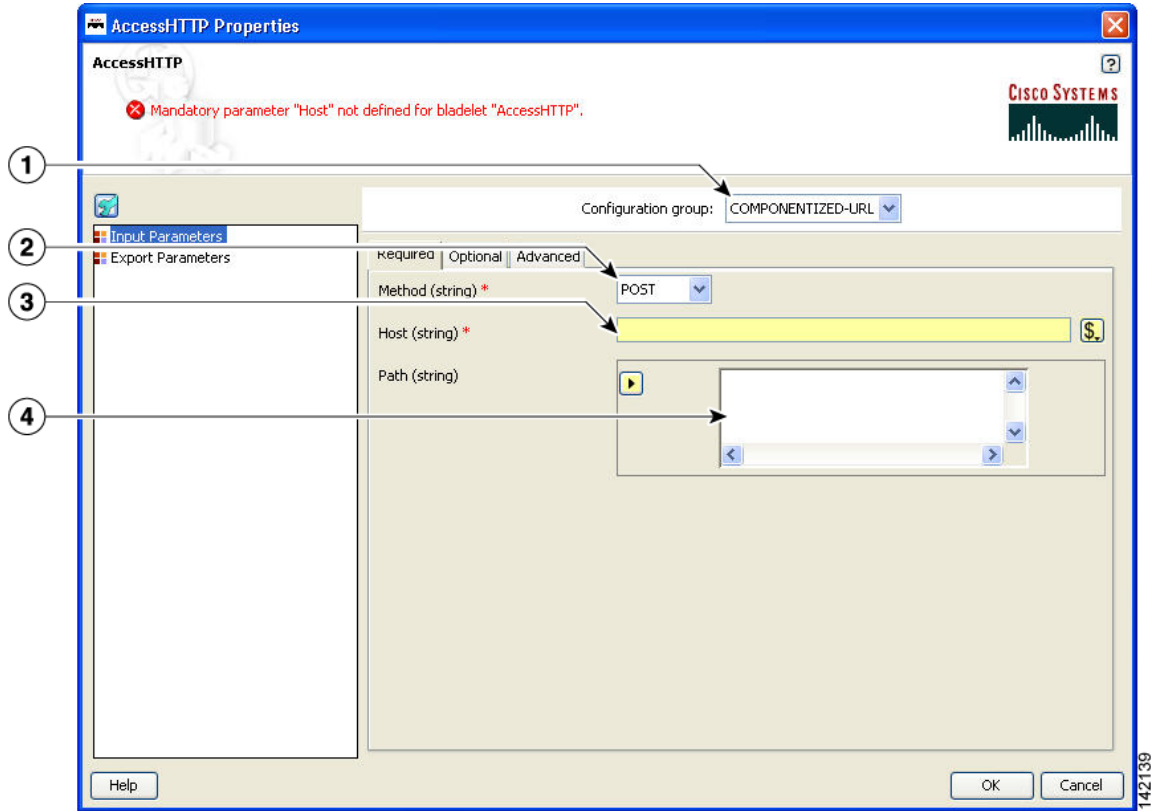 AccessHTTP Properties
AccessHTTP
?
Mandatory parameter "Host" not defined for bladelet "AccessHTTP".
CISCO SYSTEMS
1
Configuration group: COMPONENTIZED-URL
Input Parameters
2
Required Optional Advanced
Export Parameters
Method (string) * POST
3
Host (string) * $
Path (string)
4
Help OK Cancel
142139